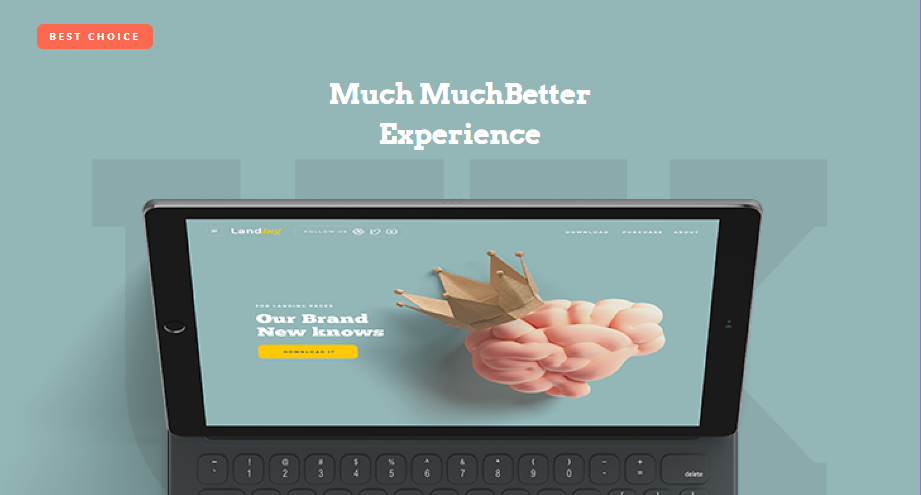 BEST CHOICE
Much MuchBetter
Experience
Landing
FOLLOW US
DOWNLOAD PURCHASE ABOUT
FOR LANDING PAGES
Our Brand
New knows
DOWNLOAD IT
~ ! @ # $ % ^ & * ( ) - +
` 1 2 3 4 5 6 7 8 9 0 - = delete